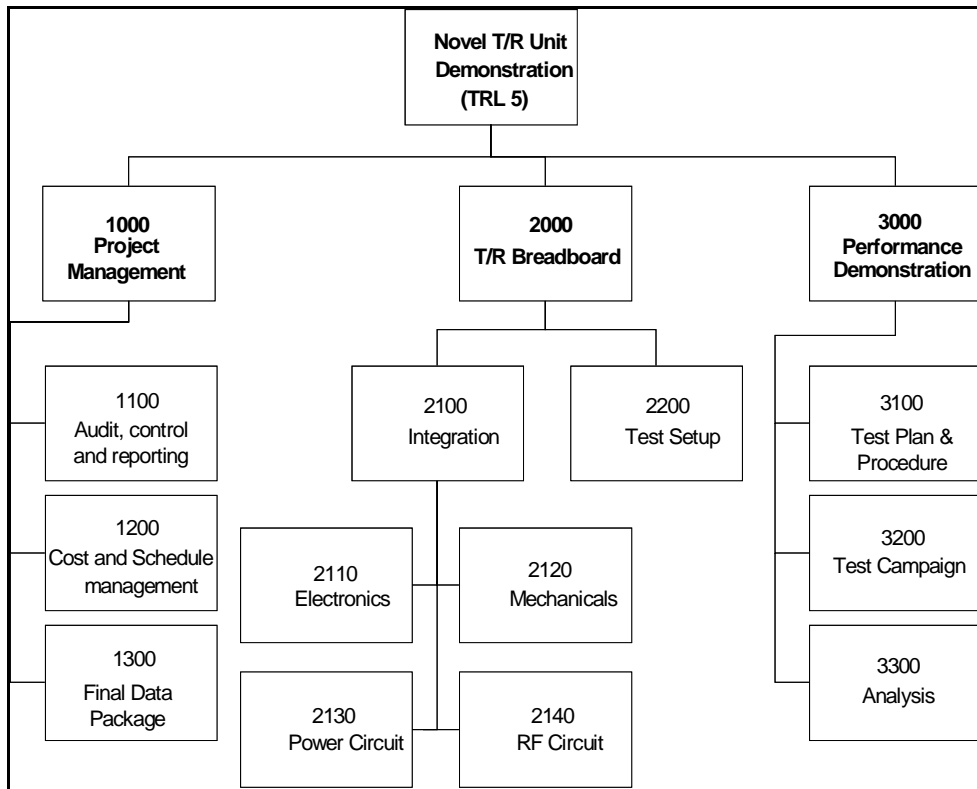 Novel T/R Unit
Demonstration
(TRL 5)
1000
Project
Management
2000
T/R Breadboard
3000
Performance
Demonstration
1100
Audit, control
and reporting
1200
Cost and Schedule
management
1300
Final Data
Package
2100
Integration
2200
Test Setup
2110
Electronics
2120
Mechanicals
2130
Power Circuit
2140
RF Circuit
3100
Test Plan &
Procedure
3200
Test Campaign
3300
Analysis